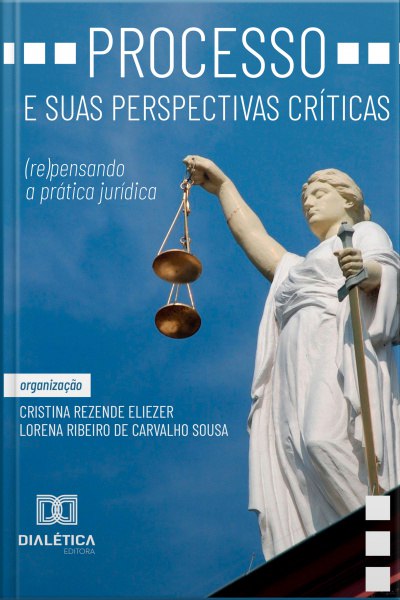 PROCESSO
E SUAS PERSPECTIVAS CRÍTICAS
(re)pensando
a prática jurídica
organização
CRISTINA REZENDE ELIEZER
LORENA RIBEIRO DE CARVALHO SOUSA
DIALÉTICA
EDITORA